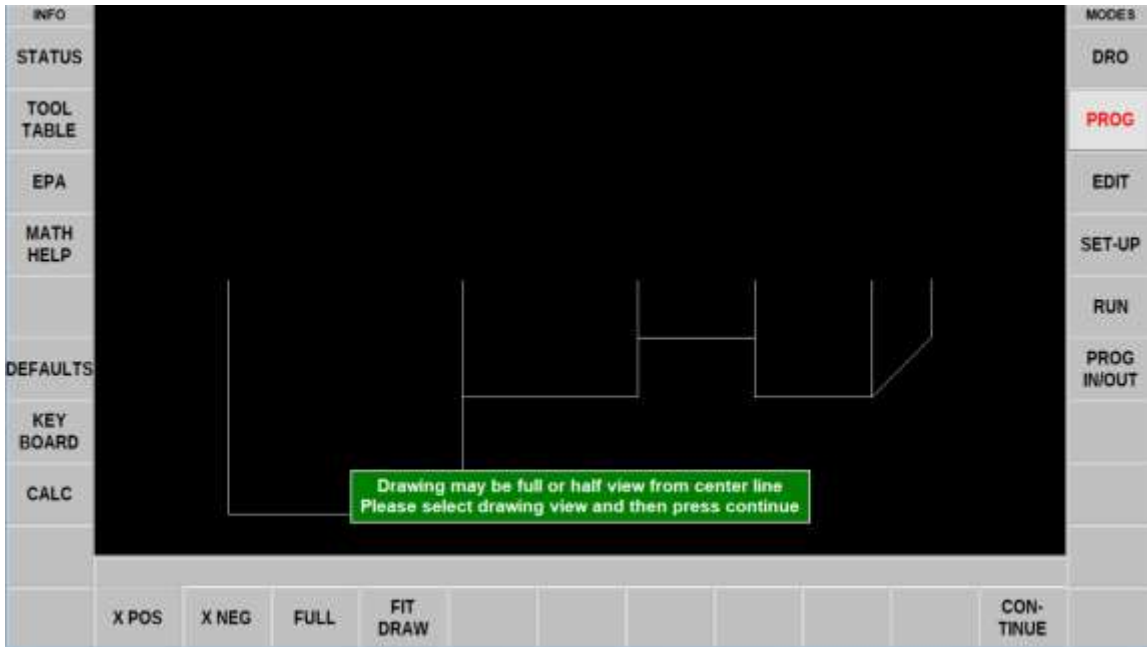 INFO
STATUS
TOOL
TABLE
EPA
MATH
HELP
DEFAULTS
KEY
BOARD
CALC
Drawing may be full or half view from center line
Please select drawing view and then press continue
MODES
DRO
PROG
EDIT
SET-UP
RUN
PROG
IN/OUT
X POS
X NEG
FULL
FIT
DRAW
CON-
TINUE